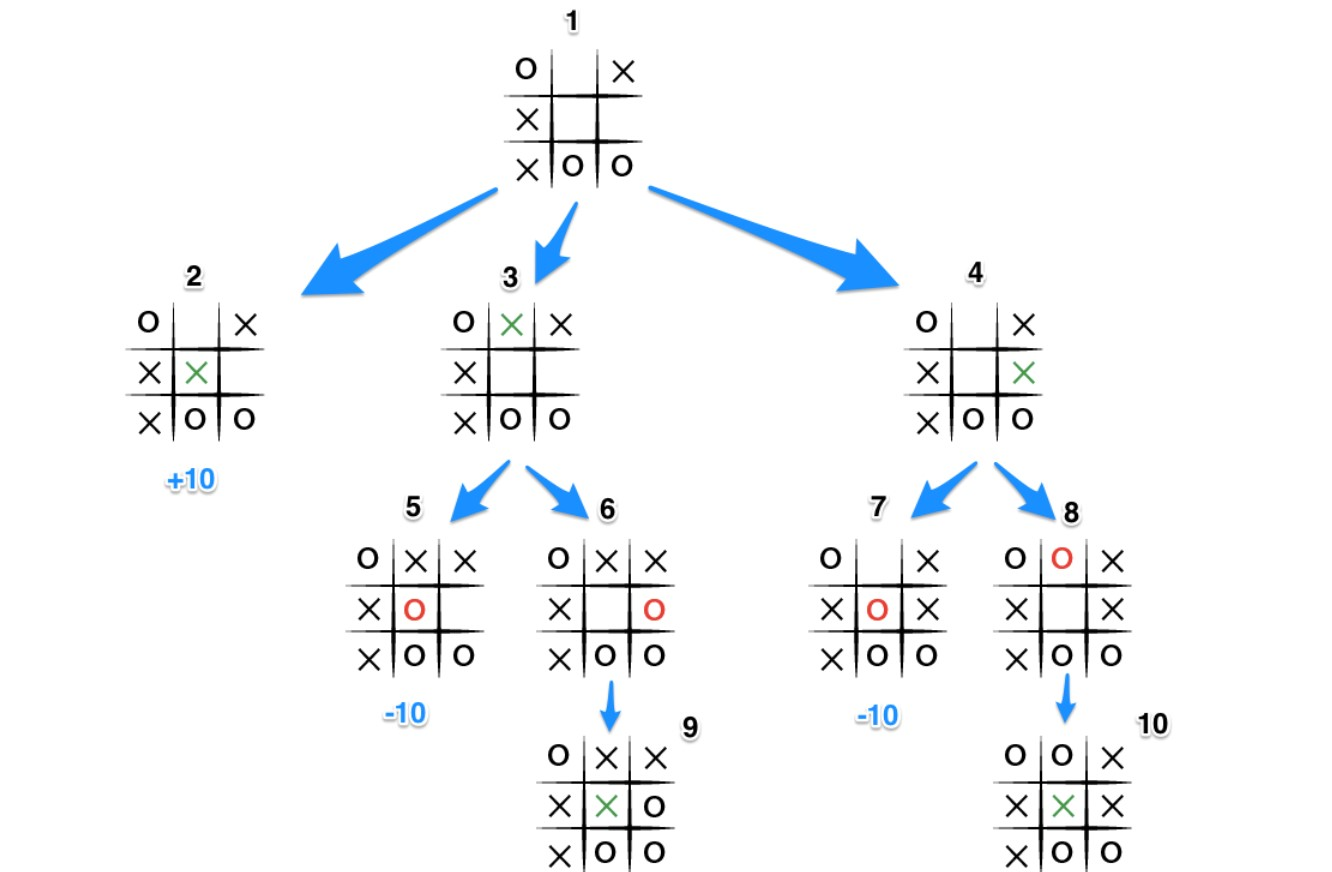 1
O X
X
X O O
2 3 4
O X O X X O X
X X X X X
X O O X O O X O O
+10
5 6 7 8
O X X O X X O X O O X
X O X O X O X X X
X O O X O O X O O X O O
-10 -10
9 10
O X X O O X
X X O X X X
X O O X O O